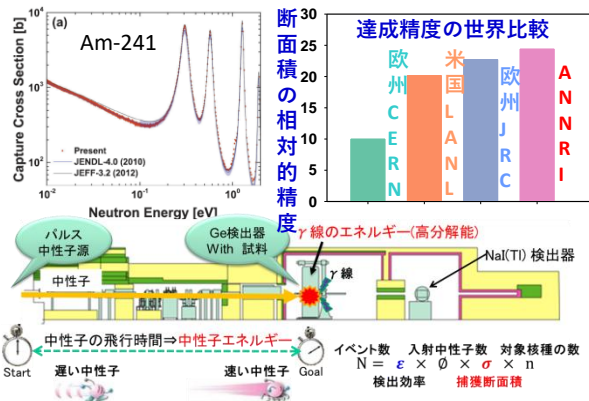 (a)
Am-241
Capture Cross Section [b]
10³
10²
Present
JENDL-4.0 (2010)
JEFF-3.2 (2012)
10⁻²
10⁻¹
10⁰
Neutron Energy [eV]
断面積の相対的精度
達成精度の世界比較
30
25
20
15
10
5
0
欧州CERN
米国LANL
欧州JRC
ANNRI
パルス
中性子源
Ge検出器
With 試料
γ線のエネルギー(高分解能)
γ線
NaI(Tl) 検出器
中性子
中性子の飛行時間⇒中性子エネルギー
Start
Goal
遅い中性子
速い中性子
イベント数 入射中性子数 対象核種の数
N = ε × ∅ × σ × n
検出効率 捕獲断面積